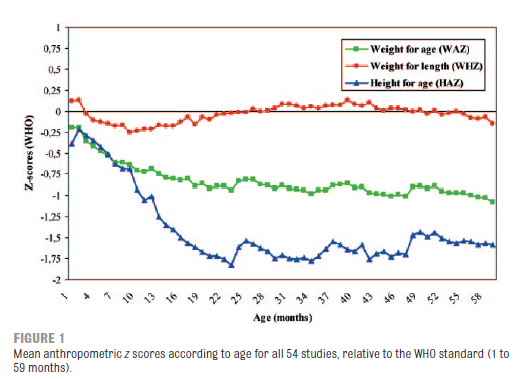 1
0,75
0,5
0,25
0
-0,25
-0,5
-0,75
-1
-1,25
-1,5
-1,75
-2
Z-scores (WHO)
Weight for age (WAZ)
Weight for length (WHZ)
Height for age (HAZ)
1 4 7 10 13 16 19 22 25 28 31 34 37 40 43 46 49 52 55 58
Age (months)
FIGURE 1
Mean anthropometric z scores according to age for all 54 studies, relative to the WHO standard (1 to
59 months).